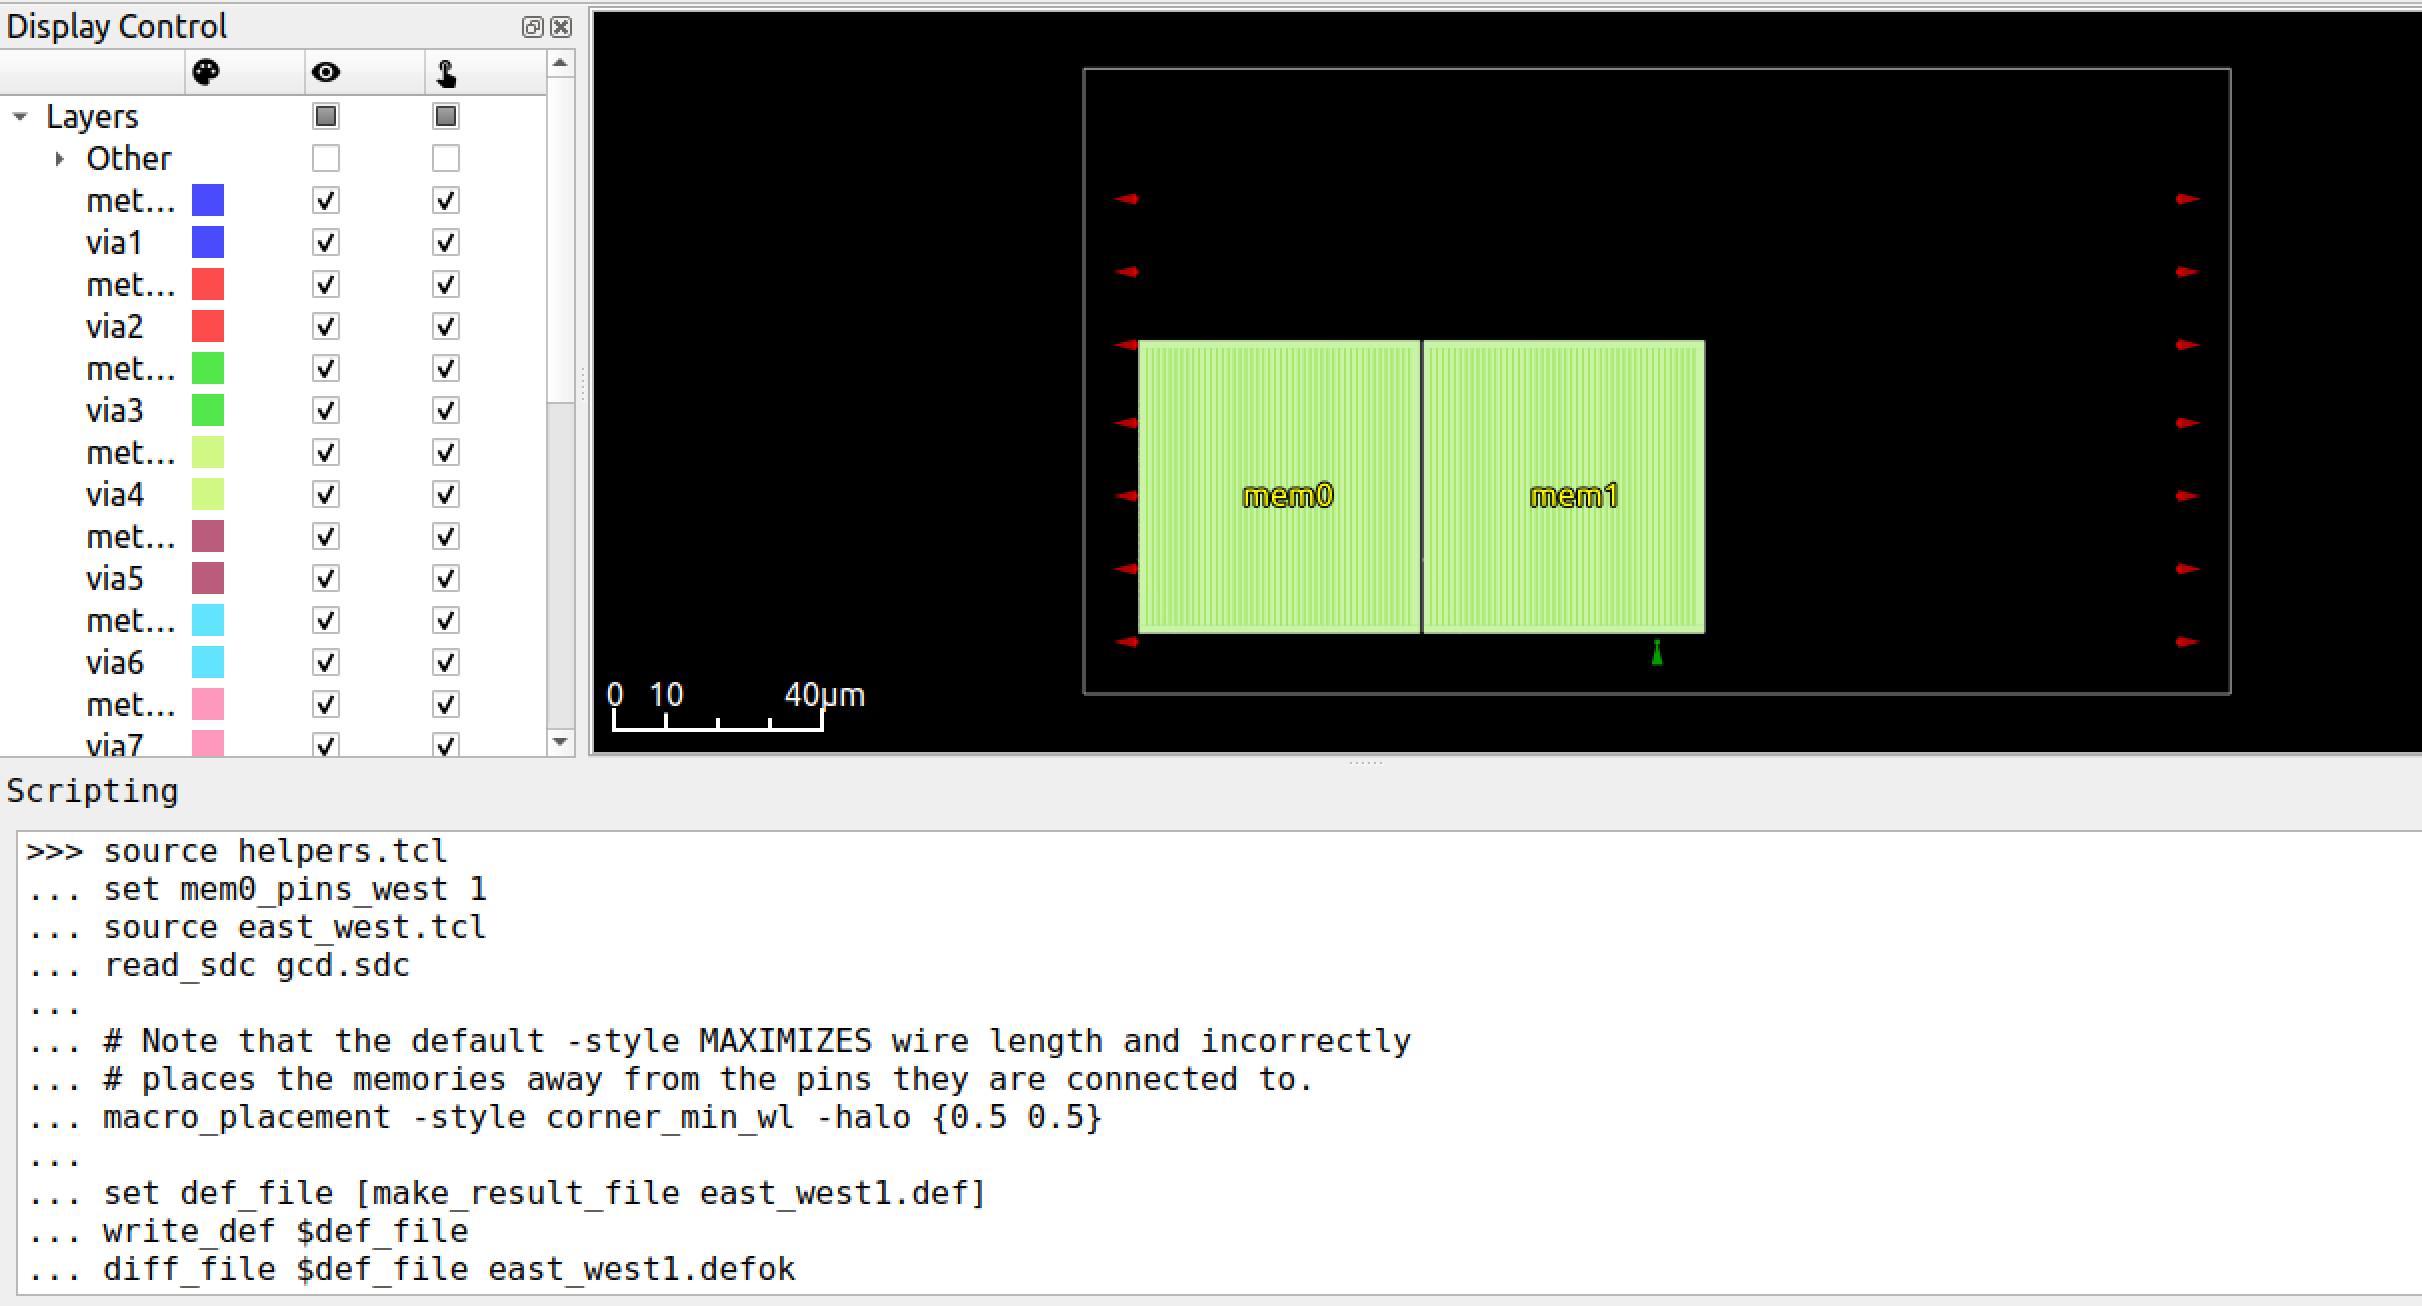 Display Control
Layers
Other
met...
via1
met...
via2
met...
via3
met...
via4
met...
via5
met...
via6
met...
via7
mem0
mem1
0 10 40μm
Scripting
>>> source helpers.tcl
... set mem0_pins_west 1
... source east_west.tcl
... read_sdc gcd.sdc
...
... # Note that the default -style MAXIMIZES wire length and incorrectly
... # places the memories away from the pins they are connected to.
... macro_placement -style corner_min_wl -halo {0.5 0.5}
...
... set def_file [make_result_file east_west1.def]
... write_def $def_file
... diff_file $def_file east_west1.defok